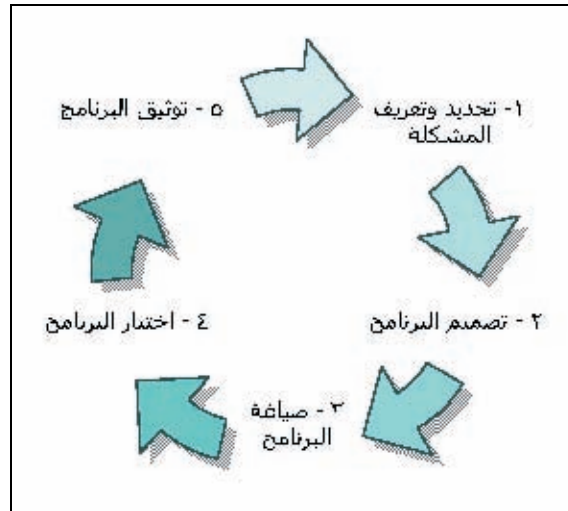 ١- تحديد وتعريف
المشكلة
٢- تصميم البرنامج
٣- صياغة
البرنامج
٤- اختبار البرنامج
٥- توثيق البرنامج